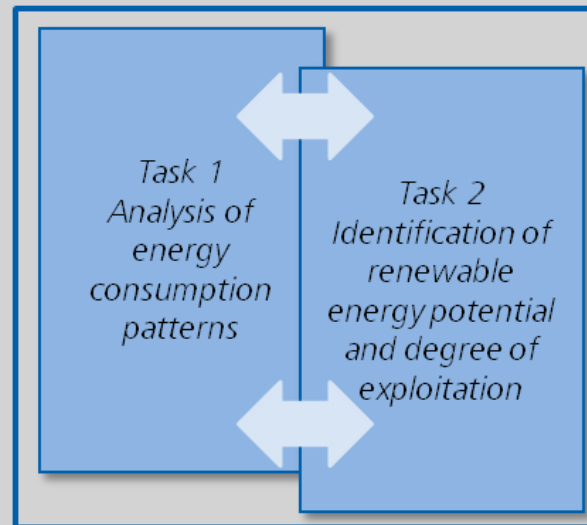 Task 1
Analysis of
energy
consumption
patterns
Task 2
Identification of
renewable
energy potential
and degree of
exploitation